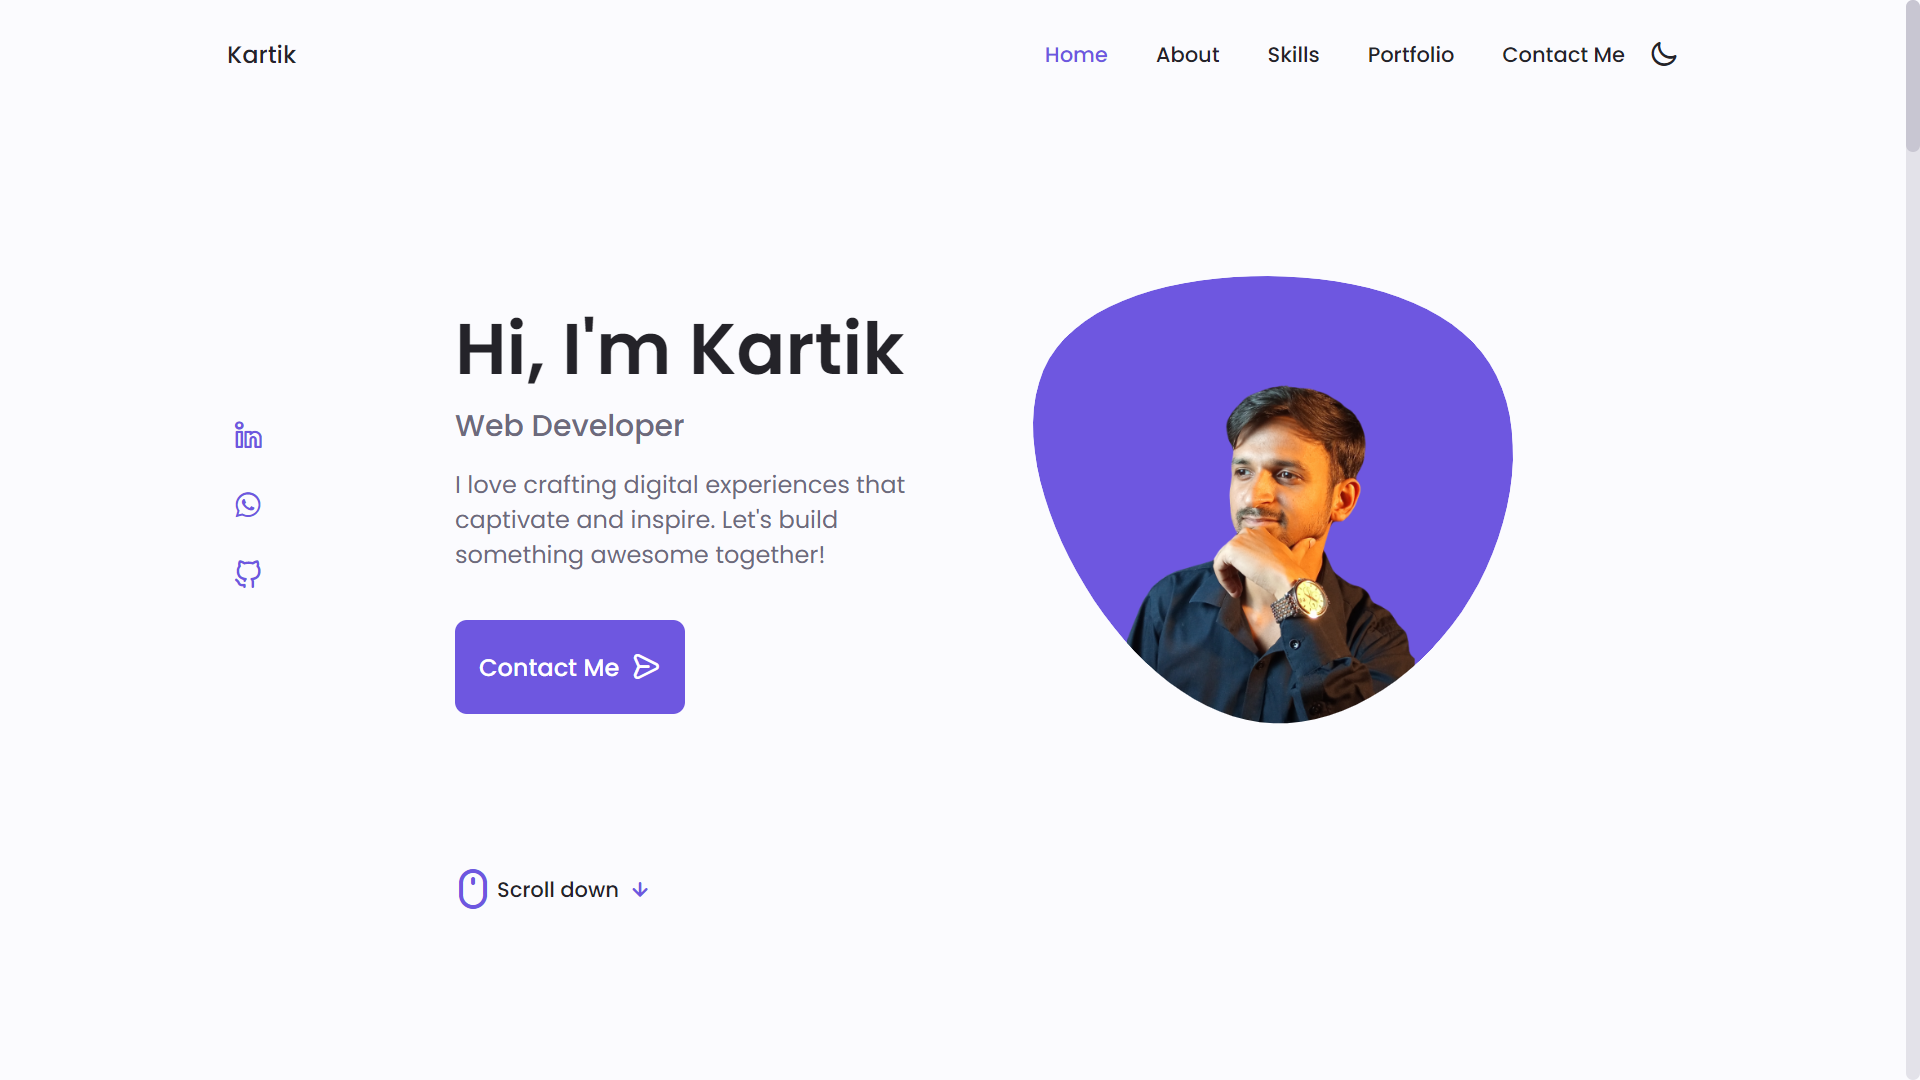 Kartik
Home
About
Skills
Portfolio
Contact Me
Hi, I'm Kartik
Web Developer
I love crafting digital experiences that
captivate and inspire. Let's build
something awesome together!
Contact Me
Scroll down